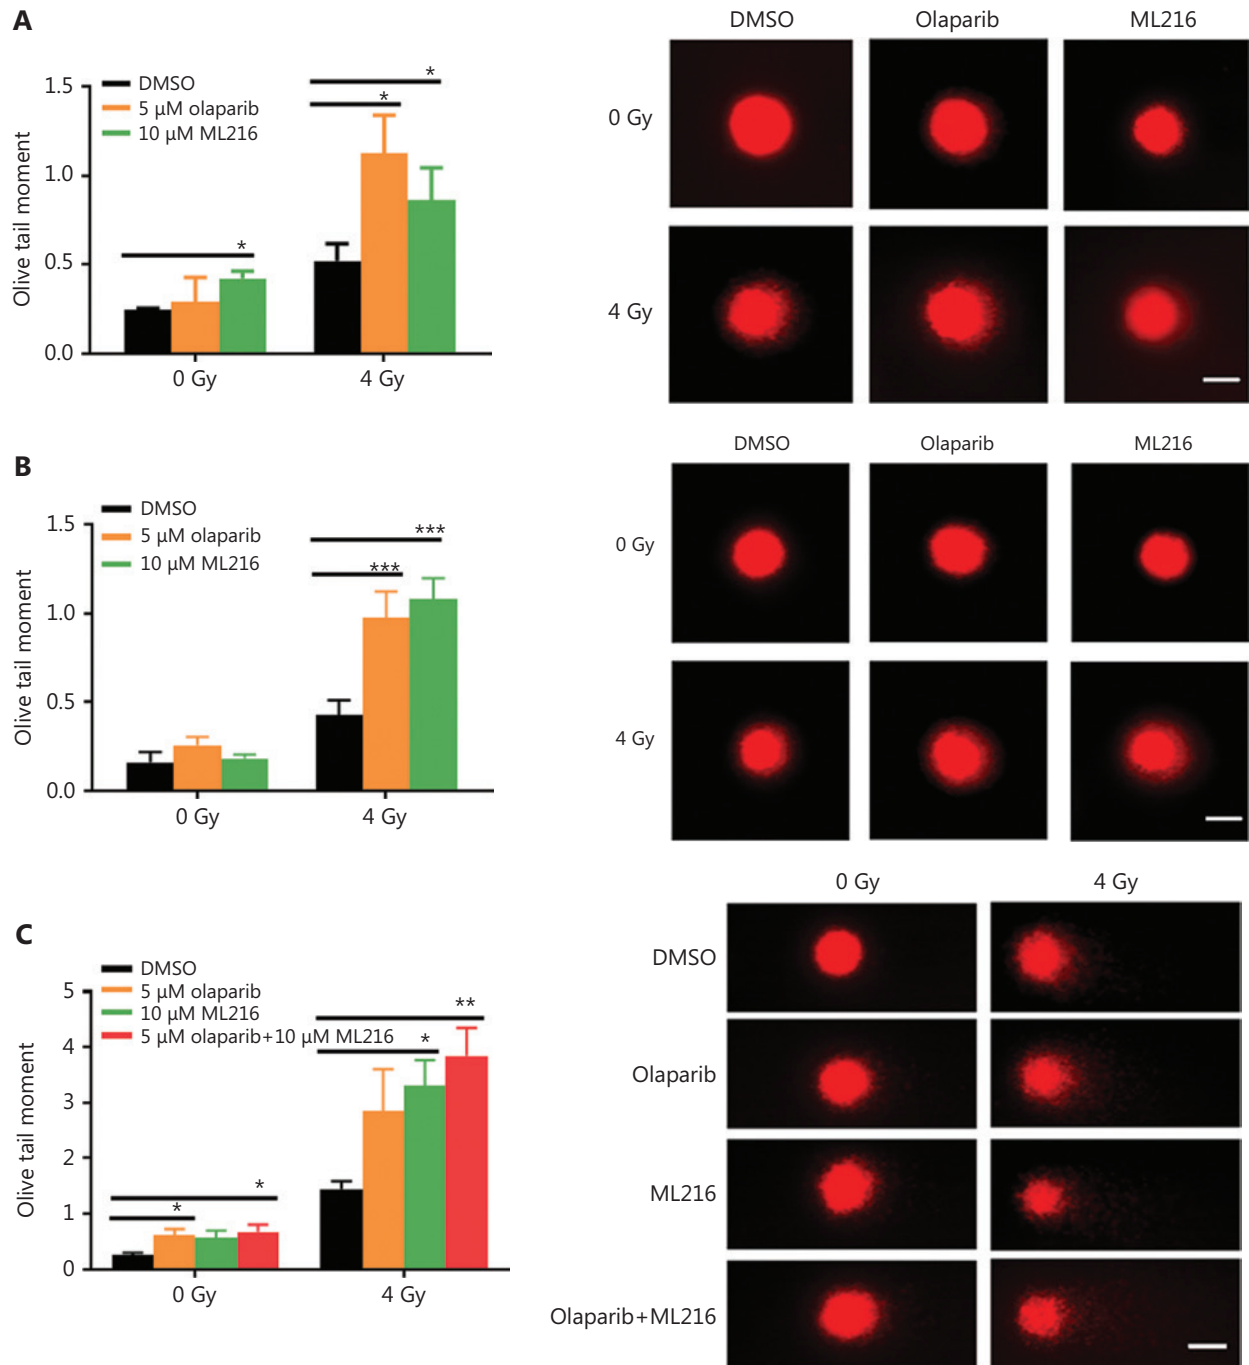 A
DMSO
5 µM olaparib
10 µM ML216
Olive tail moment
1.5
1.0
0.5
0.0
*
*
*
0 Gy
4 Gy
DMSO
Olaparib
ML216
0 Gy
4 Gy
B
DMSO
5 µM olaparib
10 µM ML216
Olive tail moment
1.5
1.0
0.5
0.0
***
***
0 Gy
4 Gy
DMSO
Olaparib
ML216
0 Gy
4 Gy
C
DMSO
5 µM olaparib
10 µM ML216
5 µM olaparib+10 µM ML216
Olive tail moment
5
4
3
2
1
0
*
*
*
**
0 Gy
4 Gy
0 Gy
4 Gy
DMSO
Olaparib
ML216
Olaparib+ML216